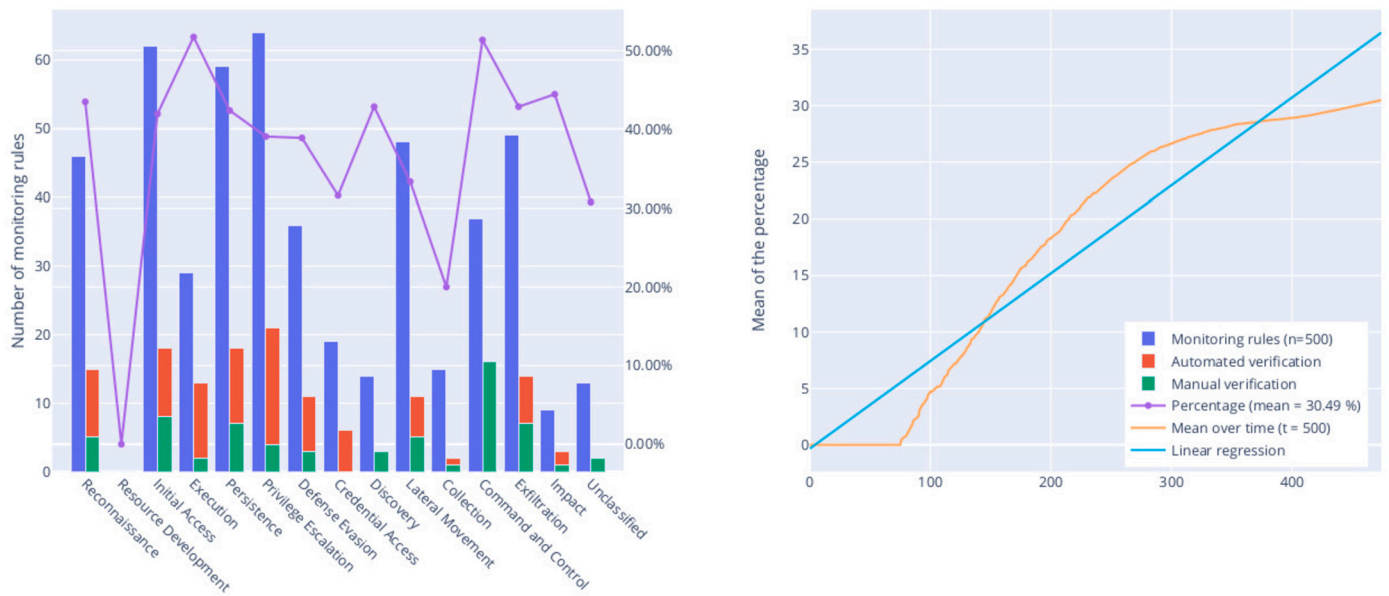 Number of monitoring rules
60
50
40
30
20
10
0
50.00%
40.00%
30.00%
20.00%
10.00%
0.00%
Reconnaissance
Resource Development
Initial Access
Execution
Persistence
Privilege Escalation
Defense Evasion
Credential Access
Discovery
Lateral Movement
Collection
Command and Control
Exfiltration
Impact
Unclassified
Mean of the percentage
35
30
25
20
15
10
5
0
0
100
200
300
400
Monitoring rules (n=500)
Automated verification
Manual verification
Percentage (mean = 30.49 %)
Mean over time (t = 500)
Linear regression